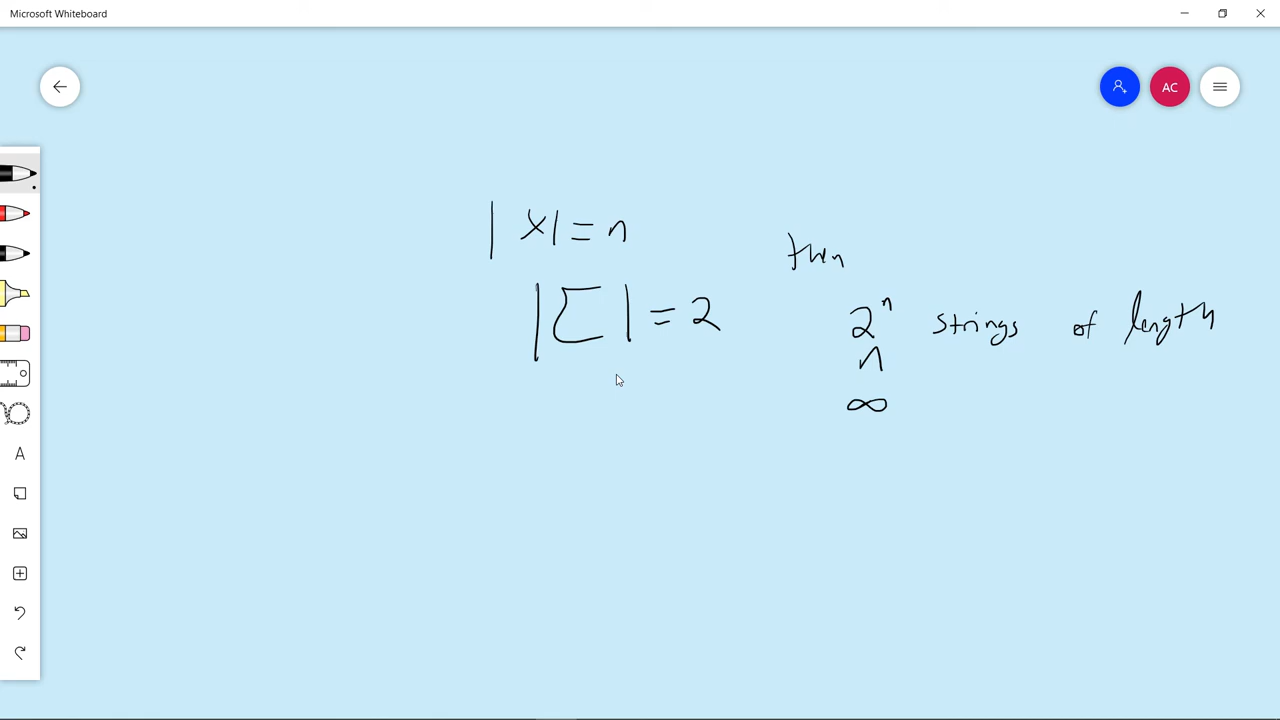 Microsoft Whiteboard
AC
|x| = n
then
|Σ| = 2
2ⁿ strings of length
n
∞
A